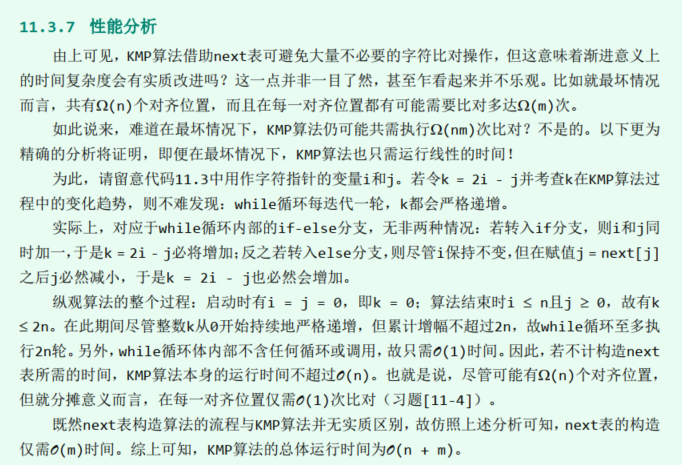 11.3.7 性能分析
由上可见，KMP算法借助next表可避免大量不必要的字符比对操作，但这意味着渐进意义上
的时间复杂度会有实质改进吗？这一点并非一目了然，甚至乍看起来并不乐观。比如就最坏情况
而言，共有Ω(n)个对齐位置，而且在每一对齐位置都有可能需要比对多达Ω(m)次。
如此说来，难道在最坏情况下，KMP算法仍可能共需执行Ω(nm)次比对？不是的。以下更为
精确的分析将证明，即便在最坏情况下，KMP算法也只需运行线性的时间！
为此，请留意代码11.3中用作字符指针的变量i和j。若令k = 2i - j并考查k在KMP算法过
程中的变化趋势，则不难发现：while循环每迭代一轮，k都会严格递增。
实际上，对应于while循环内部的if-else分支，无非两种情况：若转入if分支，则i和j同
时加一，于是k = 2i - j必将增加；反之若转入else分支，则尽管i保持不变，但在赋值j = next[j]
之后j必然减小，于是k = 2i - j也必然会增加。
纵观算法的整个过程：启动时有i = j = 0，即k = 0；算法结束时i ≤ n且j ≥ 0，故有k
≤ 2n。在此期间尽管整数k从0开始持续地严格递增，但累计增幅不超过2n，故while循环至多执
行2n轮。另外，while循环体内部不含任何循环或调用，故只需O(1)时间。因此，若不计构造next
表所需的时间，KMP算法本身的运行时间不超过O(n)。也就是说，尽管可能有Ω(n)个对齐位置，
但就分摊意义而言，在每一对齐位置仅需O(1)次比对（习题[11-4]）。
既然next表构造算法的流程与KMP算法并无实质区别，故仿照上述分析可知，next表的构造
仅需O(m)时间。综上可知，KMP算法的总体运行时间为O(n + m)。